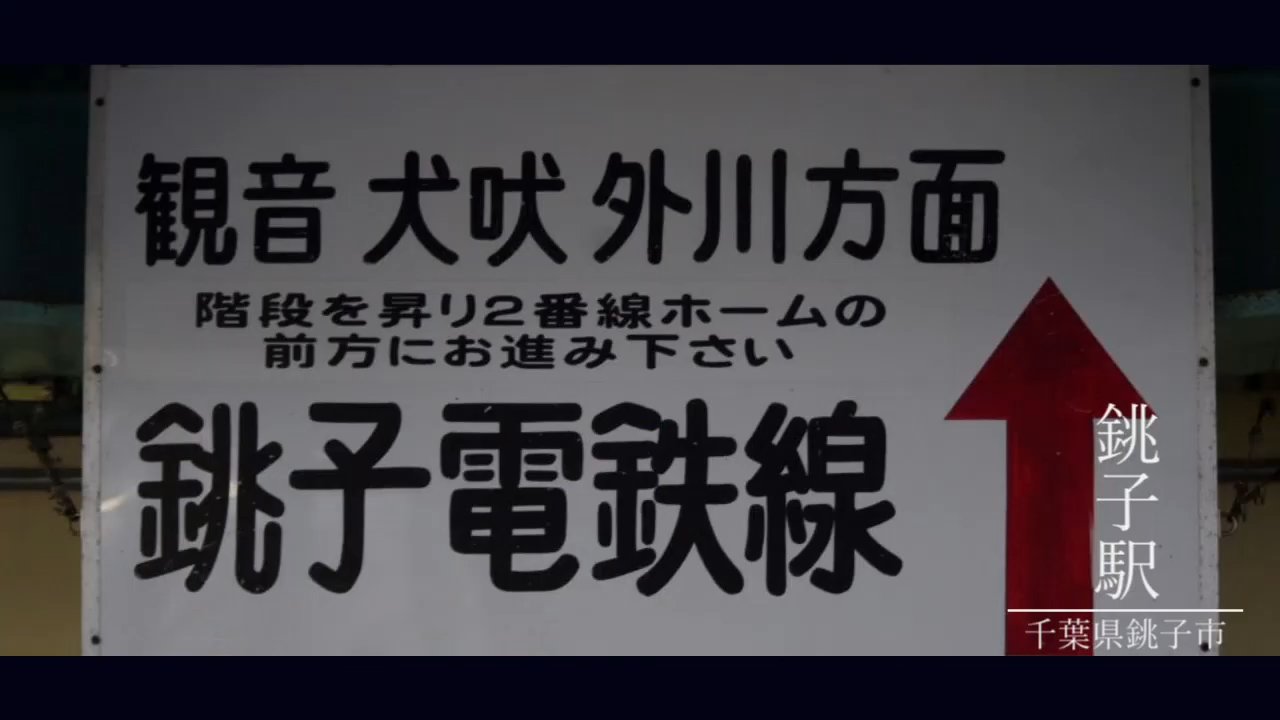 観音 犬吠 外川方面
階段を昇り2番線ホームの
前方にお進み下さい
銚子電鉄線
銚子駅
千葉県銚子市